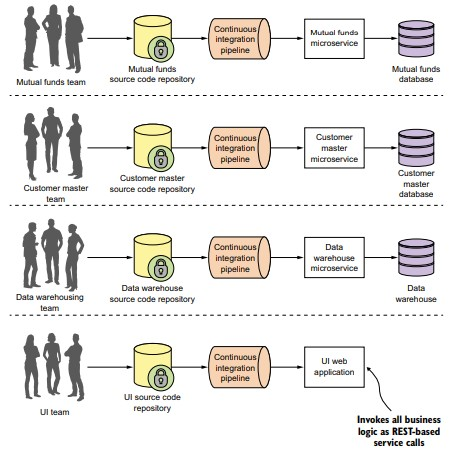 Continuous
integration
pipeline
Mutual funds
microservice
Mutual funds team
Mutual funds
source code repository
Mutual funds
database
Continuous
integration
pipeline
Customer
master
microservice
Customer master
team
Customer master
source code repository
Customer
master
database
Continuous
integration
pipeline
Data
warehouse
microservice
Data warehousing
team
Data warehouse
source code repository
Data
warehouse
Continuous
integration
pipeline
UI web
application
UI team
UI source code
repository
Invokes all business
logic as REST-based
service calls